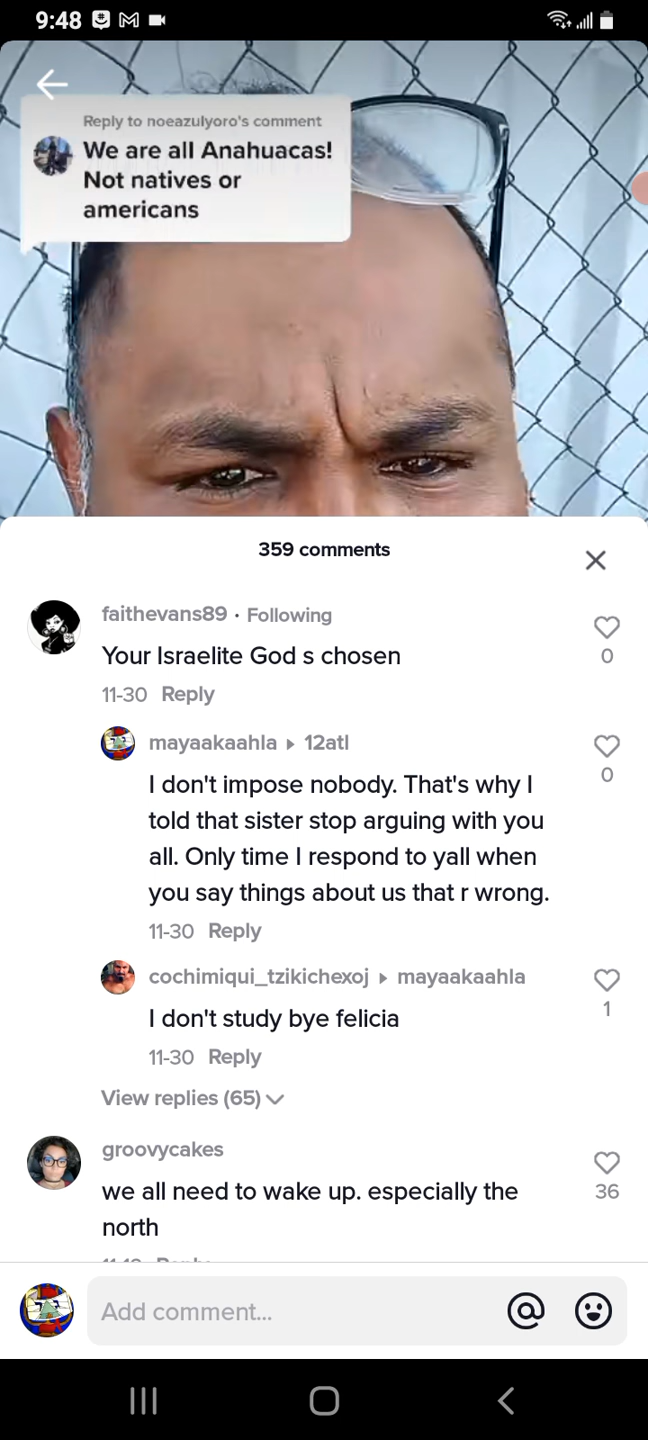 9:48
Reply to noeazulyoro's comment
We are all Anahuacas!
Not natives or
americans
359 comments
faithevans89 · Following
Your Israelite God s chosen
0
11-30 Reply
mayaakaahla ▸ 12atl
0
I don't impose nobody. That's why I
told that sister stop arguing with you
all. Only time I respond to yall when
you say things about us that r wrong.
11-30 Reply
cochimiqui_tzikichexoj ▸ mayaakaahla
1
I don't study bye felicia
11-30 Reply
View replies (65)
groovycakes
we all need to wake up. especially the
north
36
Add comment...